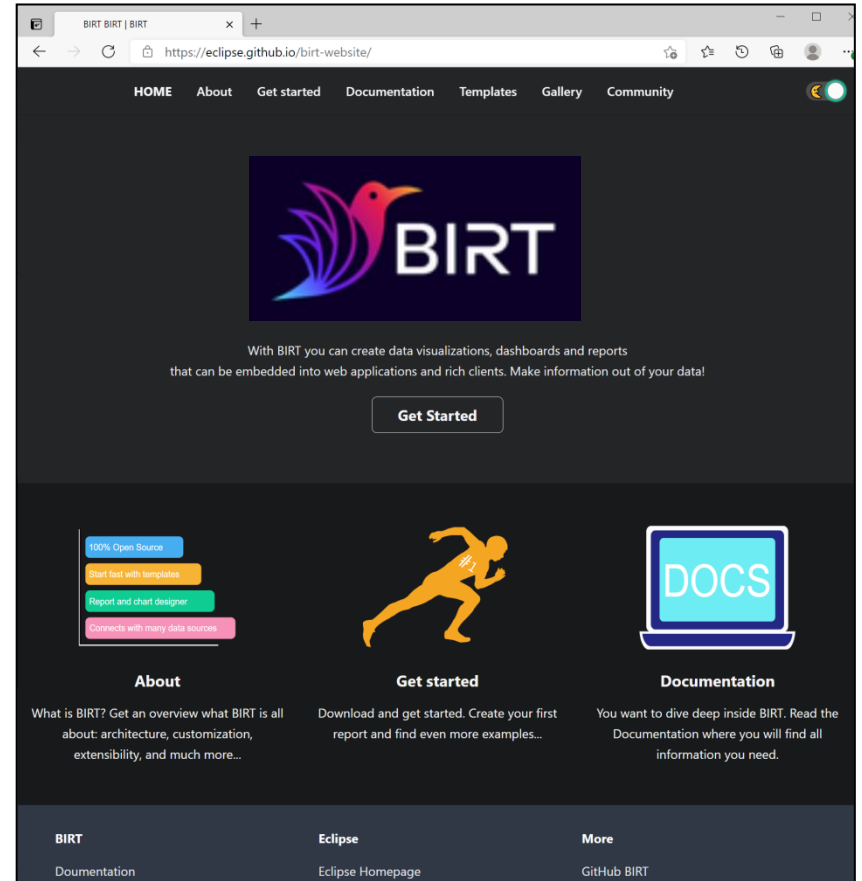 BIRT BIRT | BIRT
https://eclipse.github.io/birt-website/
HOME About Get started Documentation Templates Gallery Community
BIRT
With BIRT you can create data visualizations, dashboards and reports
that can be embedded into web applications and rich clients. Make information out of your data!
Get Started
100% Open Source
Start fast with templates
Report and chart designer
Connects with many data sources
#1
DOCS
About
What is BIRT? Get an overview what BIRT is all
about: architecture, customization,
extensibility, and much more...
Get started
Download and get started. Create your first
report and find even more examples...
Documentation
You want to dive deep inside BIRT. Read the
Documentation where you will find all
information you need.
BIRT Eclipse More
Doumentation Eclipse Homepage GitHub BIRT